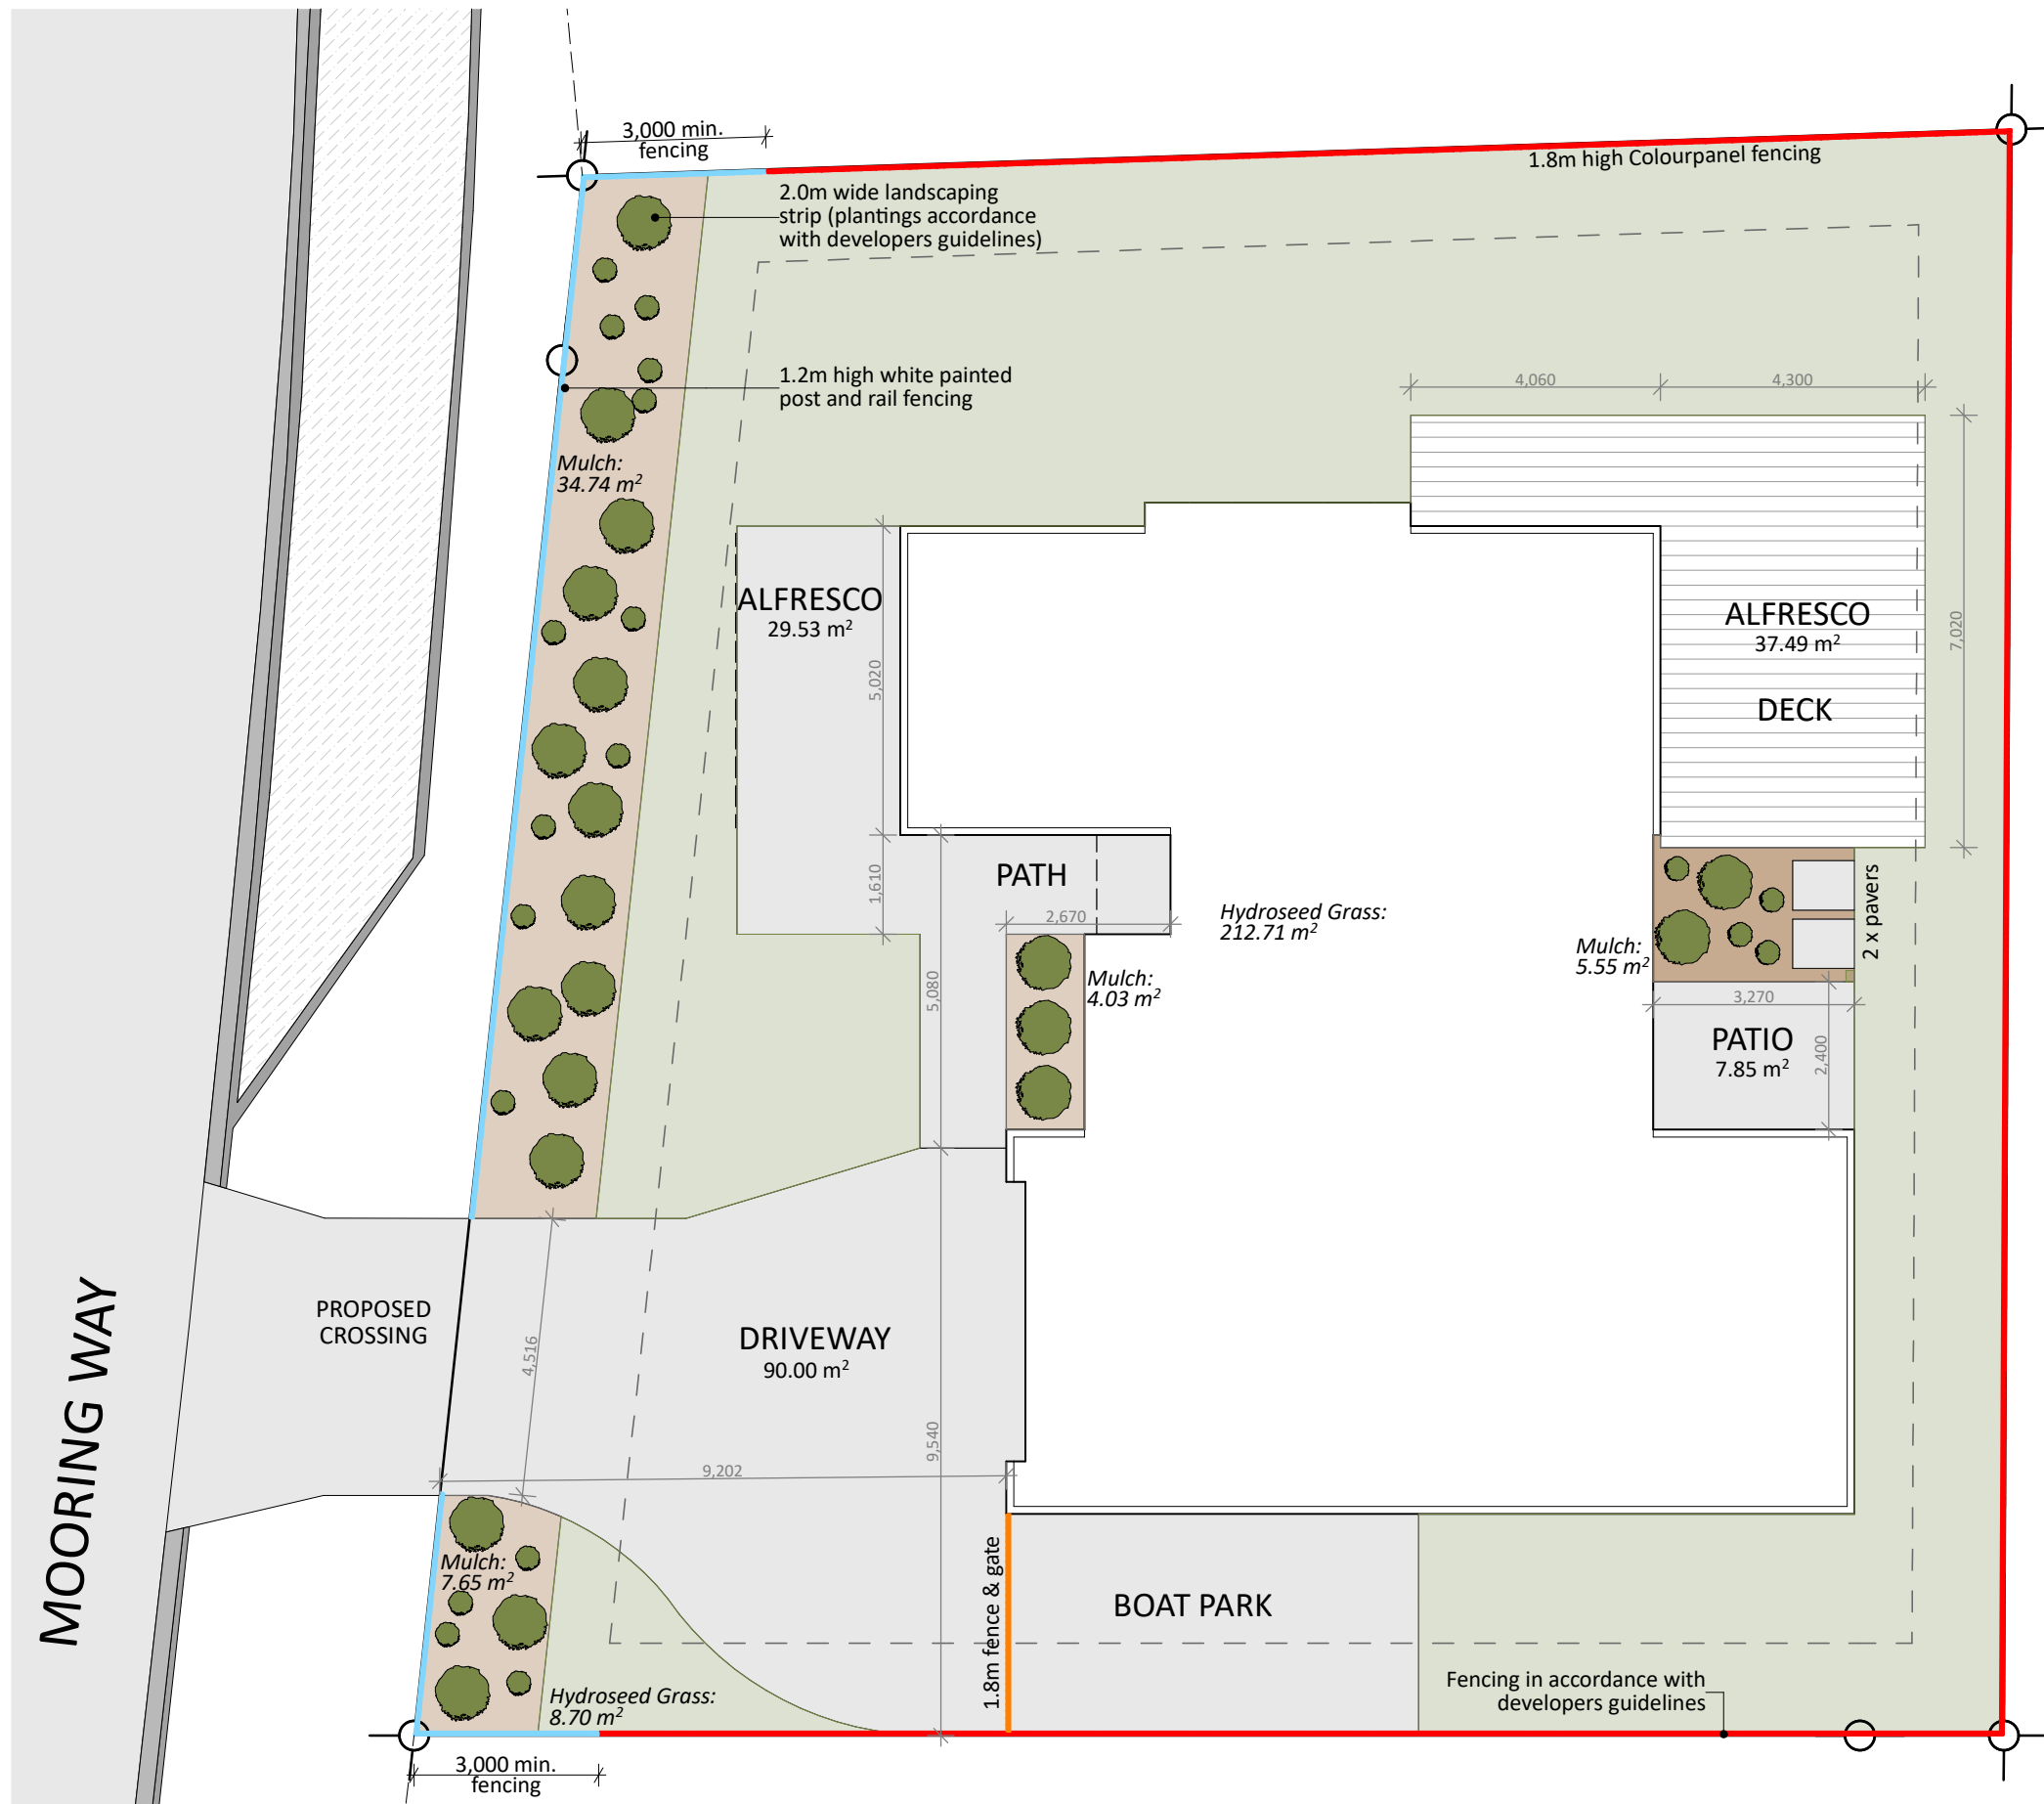 3,000 min.
fencing
1.8m high Colourpanel fencing
2.0m wide landscaping
strip (plantings accordance
with developers guidelines)
1.2m high white painted
post and rail fencing
4,060
4,300
Mulch:
34.74 m²
ALFRESCO
29.53 m²
5,020
ALFRESCO
37.49 m²
DECK
7,020
1,610
PATH
2,670
Hydroseed Grass:
212.71 m²
2 x pavers
Mulch:
5.55 m²
Mulch:
4.03 m²
5,080
3,270
PATIO
7.85 m²
2,400
MOORING WAY
PROPOSED
CROSSING
4,516
DRIVEWAY
90.00 m²
9,540
9,202
Mulch:
7.65 m²
1.8m fence & gate
BOAT PARK
Hydroseed Grass:
8.70 m²
Fencing in accordance with
developers guidelines
3,000 min.
fencing